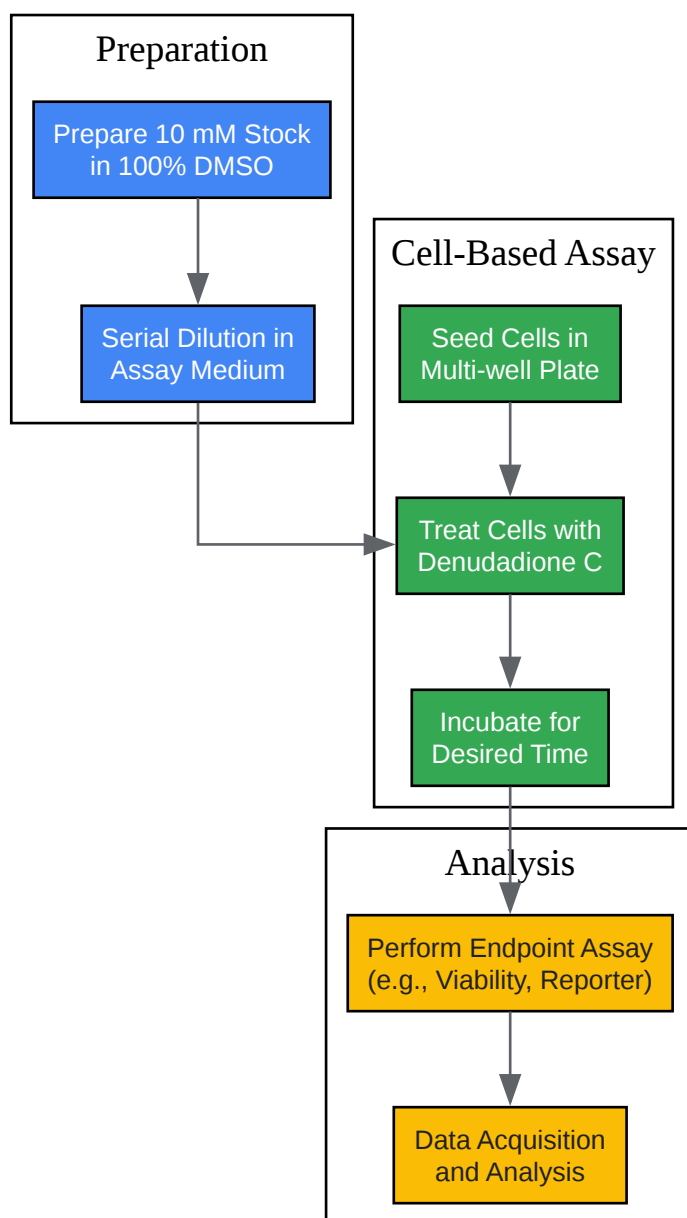 Preparation
Prepare 10 mM Stock
in 100% DMSO
Serial Dilution in
Assay Medium
Cell-Based Assay
Seed Cells in
Multi-well Plate
Treat Cells with
Denudadione C
Incubate for
Desired Time
Analysis
Perform Endpoint Assay
(e.g., Viability, Reporter)
Data Acquisition
and Analysis